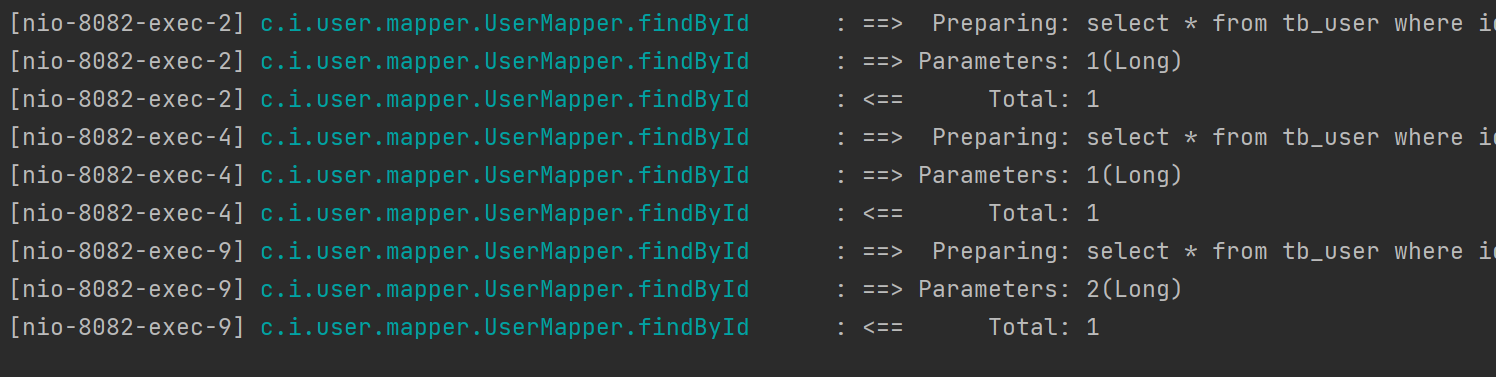 [nio-8082-exec-2] c.i.user.mapper.UserMapper.findById : ==> Preparing: select * from tb_user where
[nio-8082-exec-2] c.i.user.mapper.UserMapper.findById : ==> Parameters: 1(Long)
[nio-8082-exec-2] c.i.user.mapper.UserMapper.findById : <== Total: 1
[nio-8082-exec-4] c.i.user.mapper.UserMapper.findById : ==> Preparing: select * from tb_user where
[nio-8082-exec-4] c.i.user.mapper.UserMapper.findById : ==> Parameters: 1(Long)
[nio-8082-exec-4] c.i.user.mapper.UserMapper.findById : <== Total: 1
[nio-8082-exec-9] c.i.user.mapper.UserMapper.findById : ==> Preparing: select * from tb_user where
[nio-8082-exec-9] c.i.user.mapper.UserMapper.findById : ==> Parameters: 2(Long)
[nio-8082-exec-9] c.i.user.mapper.UserMapper.findById : <== Total: 1